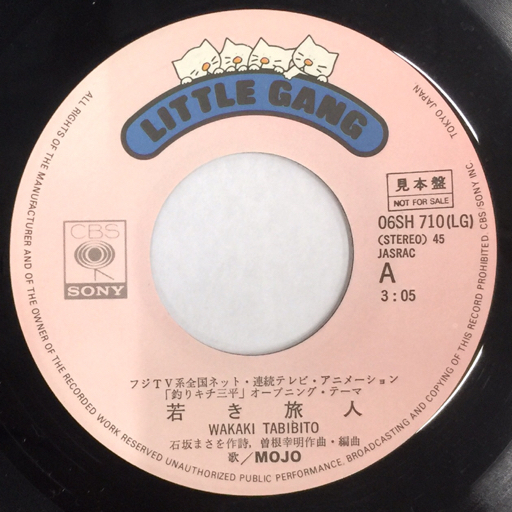 LITTLE GANG
見本盤
NOT FOR SALE
06SH 710(LG)
(STEREO) 45
JASRAC
A
3:05
CBS
SONY
フジTV系全国ネット・連続テレビ・アニメーション
「釣りキチ三平」オープニング・テーマ
若き旅人
WAKAKI TABIBITO
石坂まさを作詩, 曽根幸明作曲・編曲
歌／MOJO
ALL RIGHTS OF THE MANUFACTURER AND OF THE OWNER OF THE RECORDED WORK RESERVED UNAUTHORIZED PUBLIC PERFORMANCE, BROADCASTING AND COPYING OF THIS RECORD PROHIBITED. CBS/SONY INC. TOKYO JAPAN